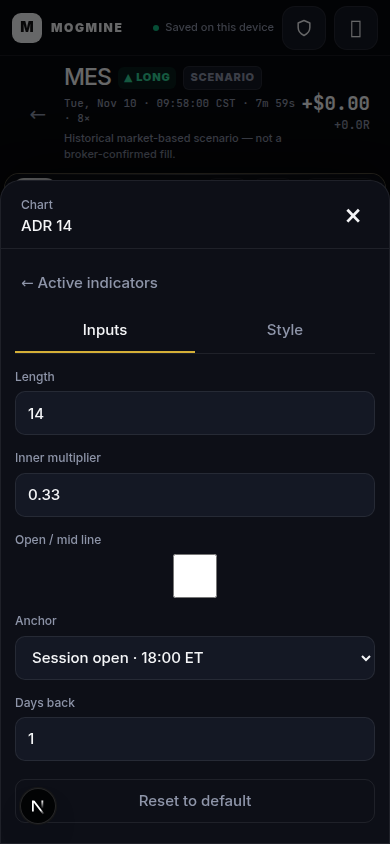 M MOGMINE
Saved on this device
MES ▲ LONG SCENARIO
Tue, Nov 10 · 09:58:00 CST · 7m 59s
· 8×
+$0.00
+0.0R
←
Historical market-based scenario — not a
broker-confirmed fill.
Chart
ADR 14
×
← Active indicators
Inputs Style
Length
14
Inner multiplier
0.33
Open / mid line
Anchor
Session open · 18:00 ET
Days back
1
N
Reset to default